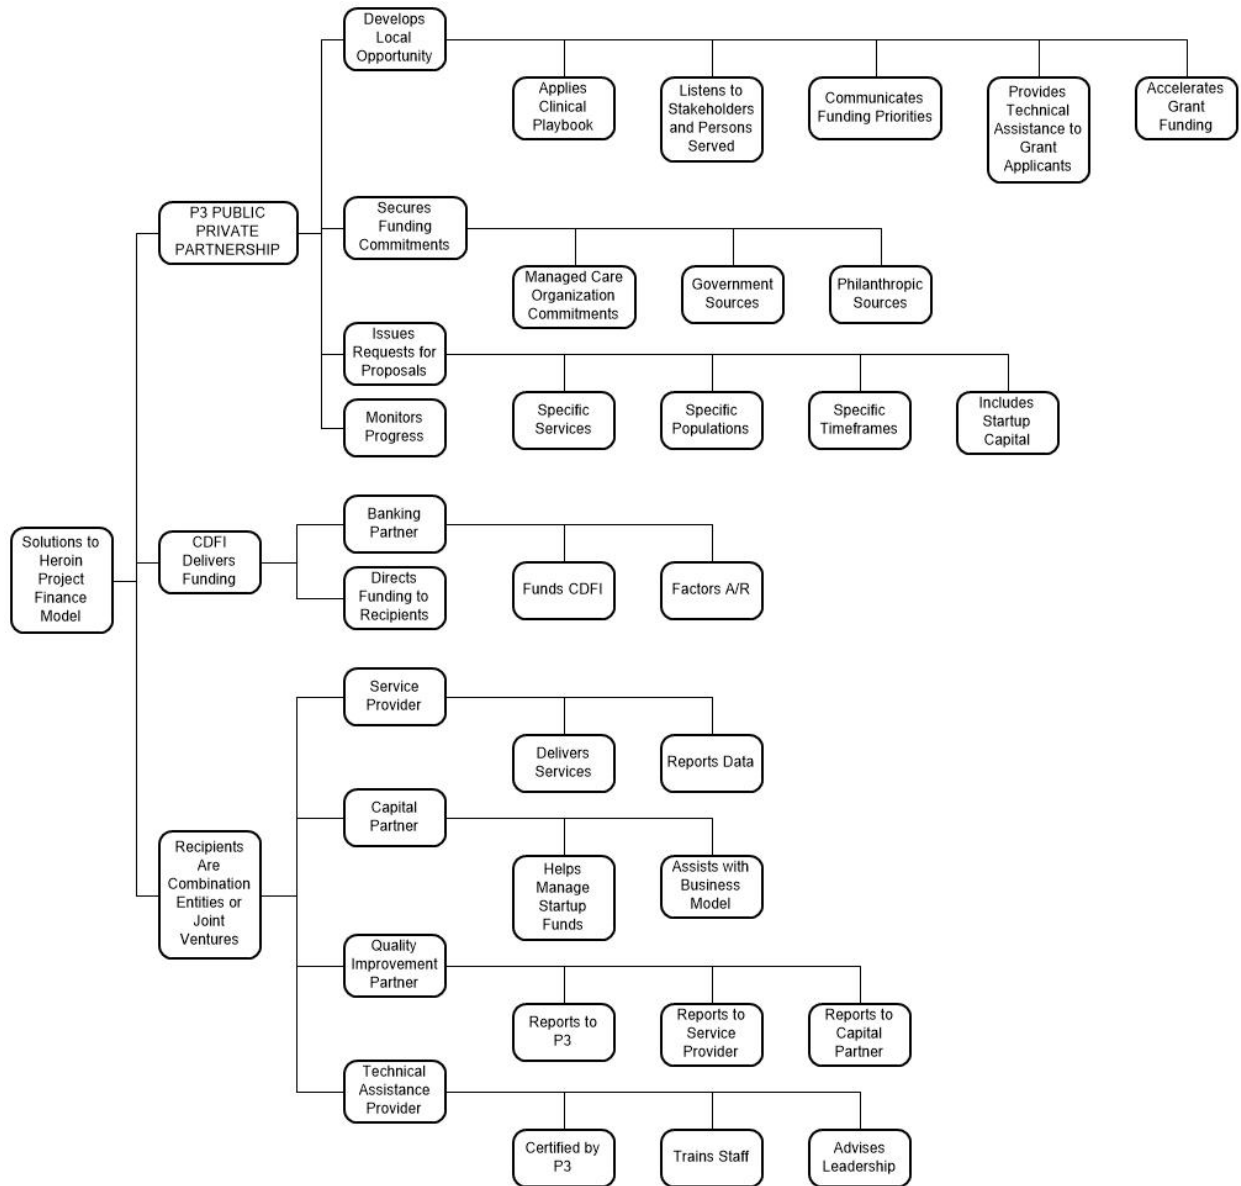 Develops
Local
Opportunity
Applies
Clinical
Playbook
Listens to
Stakeholders
and Persons
Served
Communicates
Funding Priorities
Provides
Technical
Assistance to
Grant
Applicants
Accelerates
Grant
Funding
P3 PUBLIC
PRIVATE
PARTNERSHIP
Secures
Funding
Commitments
Managed Care
Organization
Commitments
Government
Sources
Philanthropic
Sources
Issues
Requests for
Proposals
Specific
Services
Specific
Populations
Specific
Timeframes
Includes
Startup
Capital
Monitors
Progress
Solutions to
Heroin
Project
Finance
Model
CDFI
Delivers
Funding
Banking
Partner
Funds CDFI
Factors A/R
Directs
Funding to
Recipients
Recipients
Are
Combination
Entities or
Joint
Ventures
Service
Provider
Delivers
Services
Reports Data
Capital
Partner
Helps
Manage
Startup
Funds
Assists with
Business
Model
Quality
Improvement
Partner
Reports to
P3
Reports to
Service
Provider
Reports to
Capital
Partner
Technical
Assistance
Provider
Certified by
P3
Trains Staff
Advises
Leadership